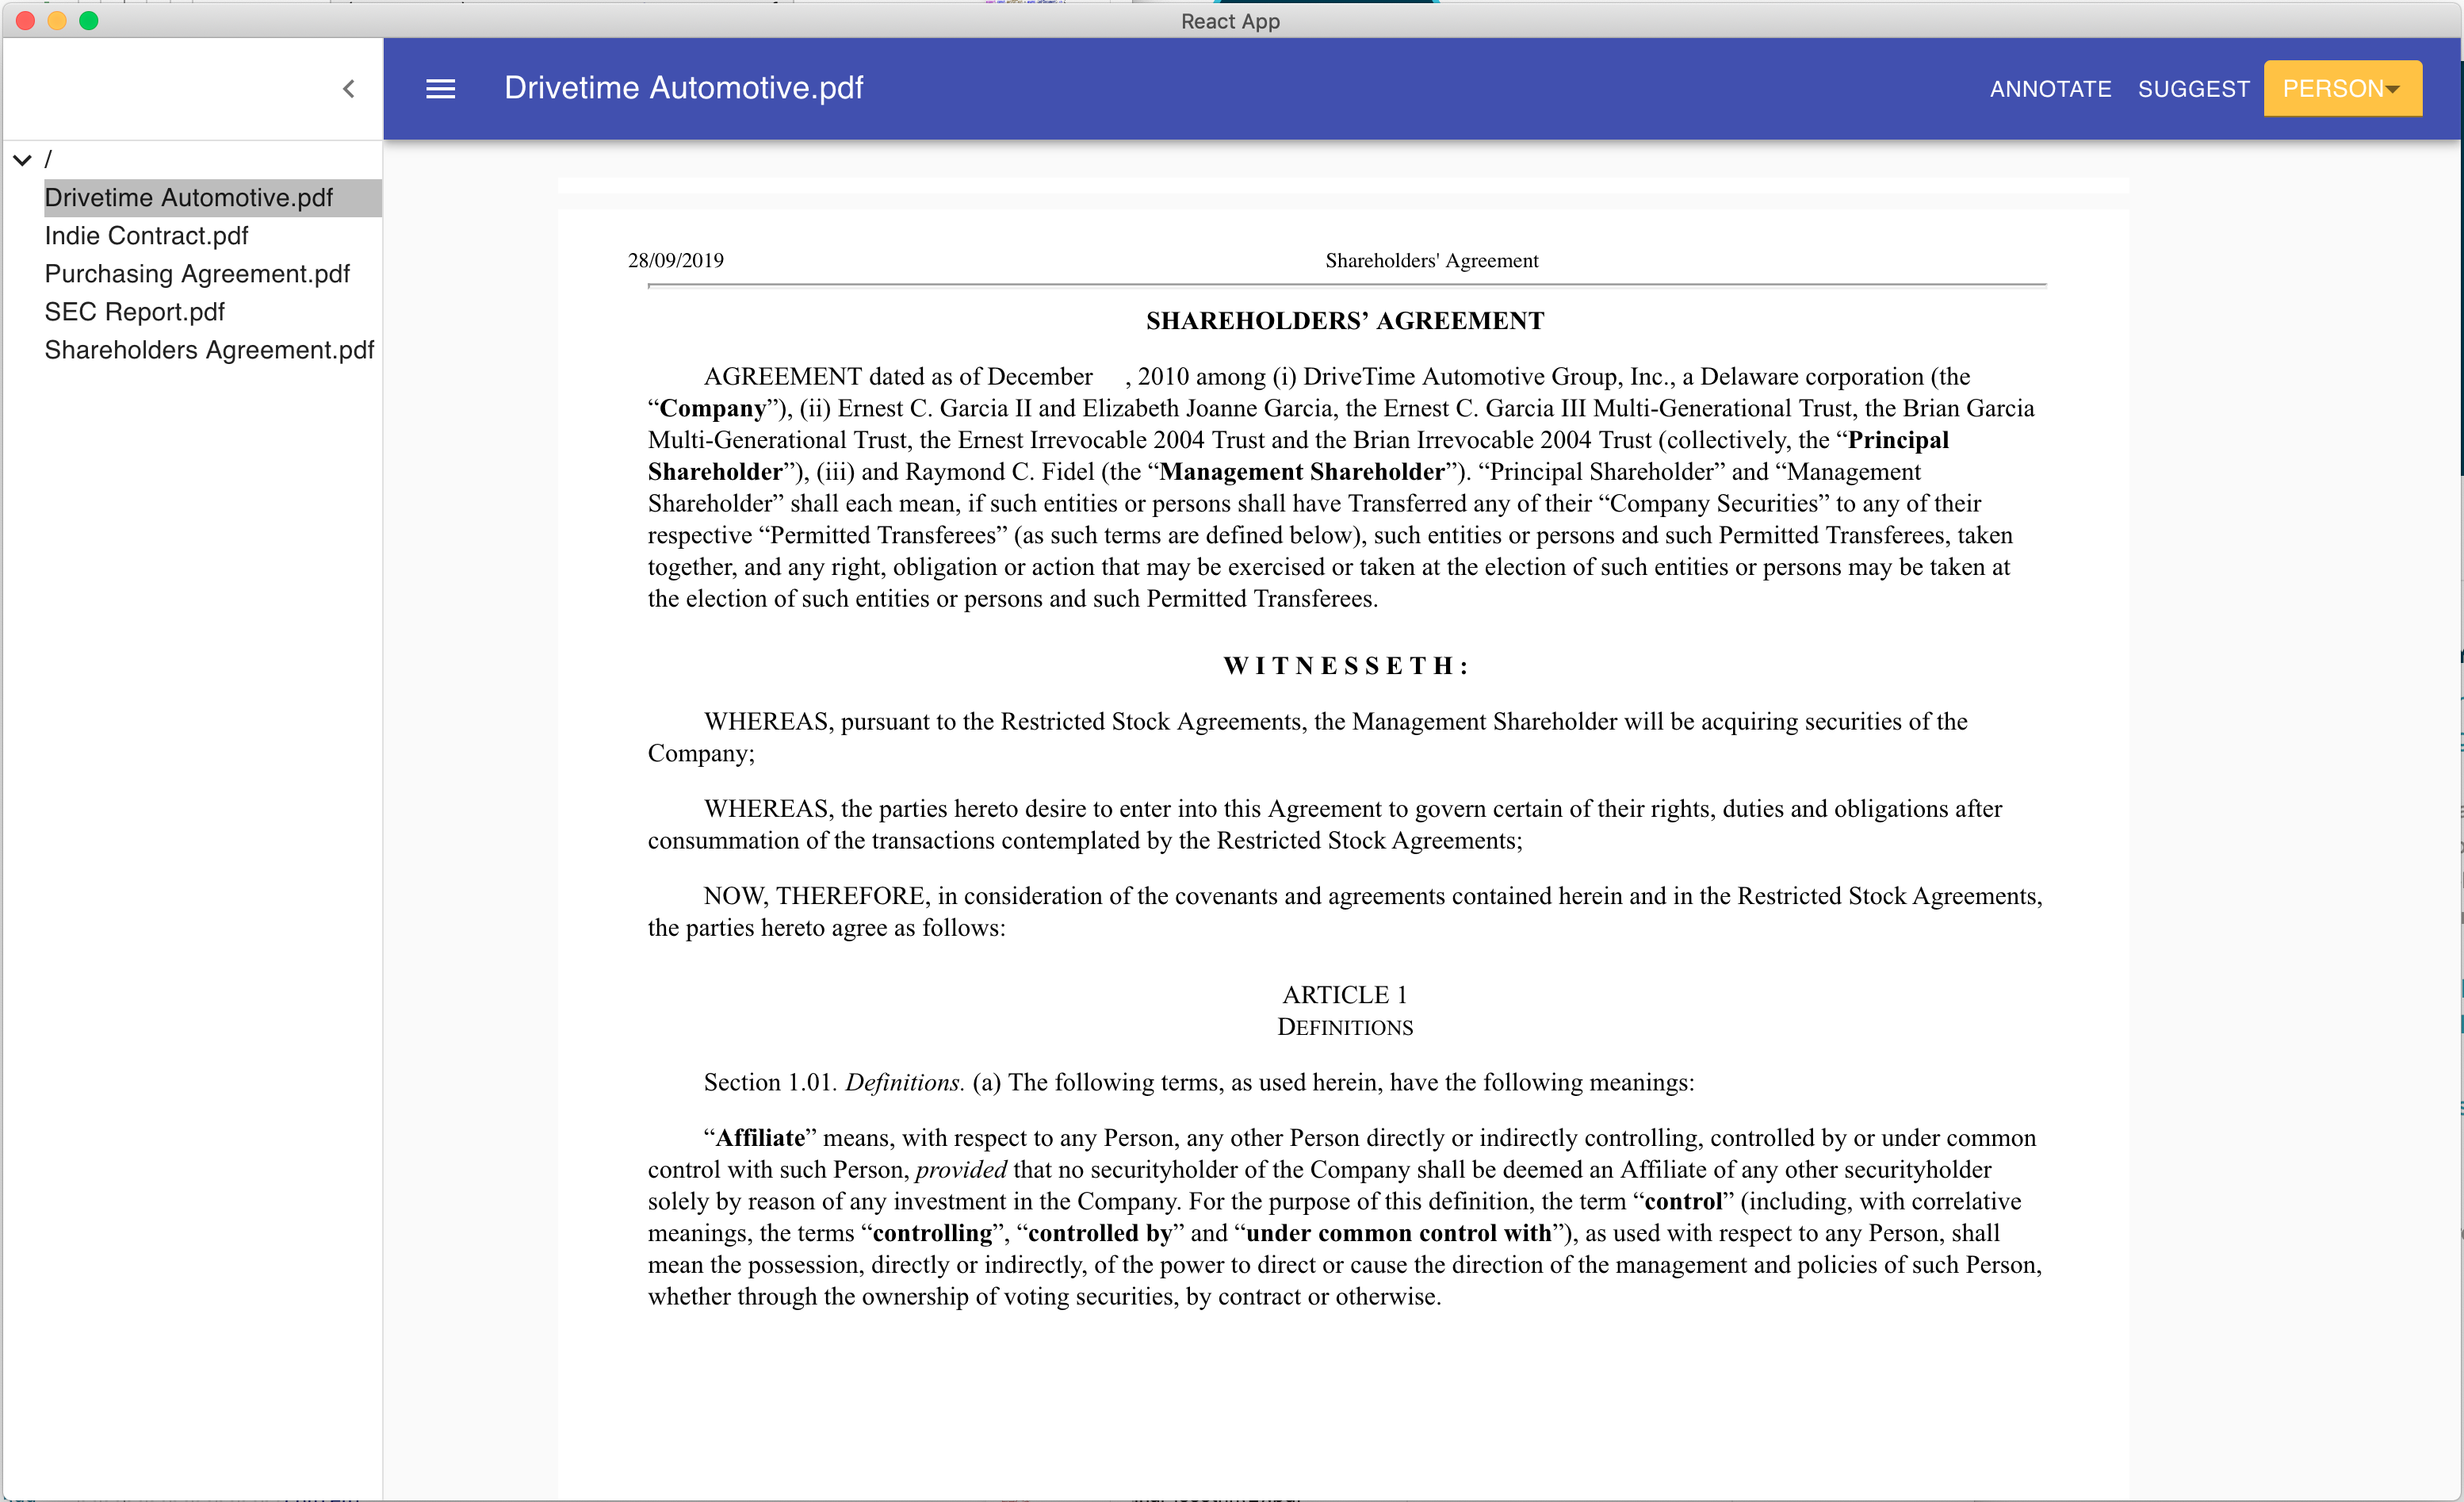 React App
Drivetime Automotive.pdf
ANNOTATE SUGGEST PERSON
/
Drivetime Automotive.pdf
Indie Contract.pdf
Purchasing Agreement.pdf
SEC Report.pdf
Shareholders Agreement.pdf
28/09/2019 Shareholders' Agreement
SHAREHOLDERS’ AGREEMENT
AGREEMENT dated as of December , 2010 among (i) DriveTime Automotive Group, Inc., a Delaware corporation (the
“Company”), (ii) Ernest C. Garcia II and Elizabeth Joanne Garcia, the Ernest C. Garcia III Multi-Generational Trust, the Brian Garcia
Multi-Generational Trust, the Ernest Irrevocable 2004 Trust and the Brian Irrevocable 2004 Trust (collectively, the “Principal
Shareholder”), (iii) and Raymond C. Fidel (the “Management Shareholder”). “Principal Shareholder” and “Management
Shareholder” shall each mean, if such entities or persons shall have Transferred any of their “Company Securities” to any of their
respective “Permitted Transferees” (as such terms are defined below), such entities or persons and such Permitted Transferees, taken
together, and any right, obligation or action that may be exercised or taken at the election of such entities or persons may be taken at
the election of such entities or persons and such Permitted Transferees.
W I T N E S S E T H :
WHEREAS, pursuant to the Restricted Stock Agreements, the Management Shareholder will be acquiring securities of the
Company;
WHEREAS, the parties hereto desire to enter into this Agreement to govern certain of their rights, duties and obligations after
consummation of the transactions contemplated by the Restricted Stock Agreements;
NOW, THEREFORE, in consideration of the covenants and agreements contained herein and in the Restricted Stock Agreements,
the parties hereto agree as follows:
ARTICLE 1
DEFINITIONS
Section 1.01. Definitions. (a) The following terms, as used herein, have the following meanings:
“Affiliate” means, with respect to any Person, any other Person directly or indirectly controlling, controlled by or under common
control with such Person, provided that no securityholder of the Company shall be deemed an Affiliate of any other securityholder
solely by reason of any investment in the Company. For the purpose of this definition, the term “control” (including, with correlative
meanings, the terms “controlling”, “controlled by” and “under common control with”), as used with respect to any Person, shall
mean the possession, directly or indirectly, of the power to direct or cause the direction of the management and policies of such Person,
whether through the ownership of voting securities, by contract or otherwise.